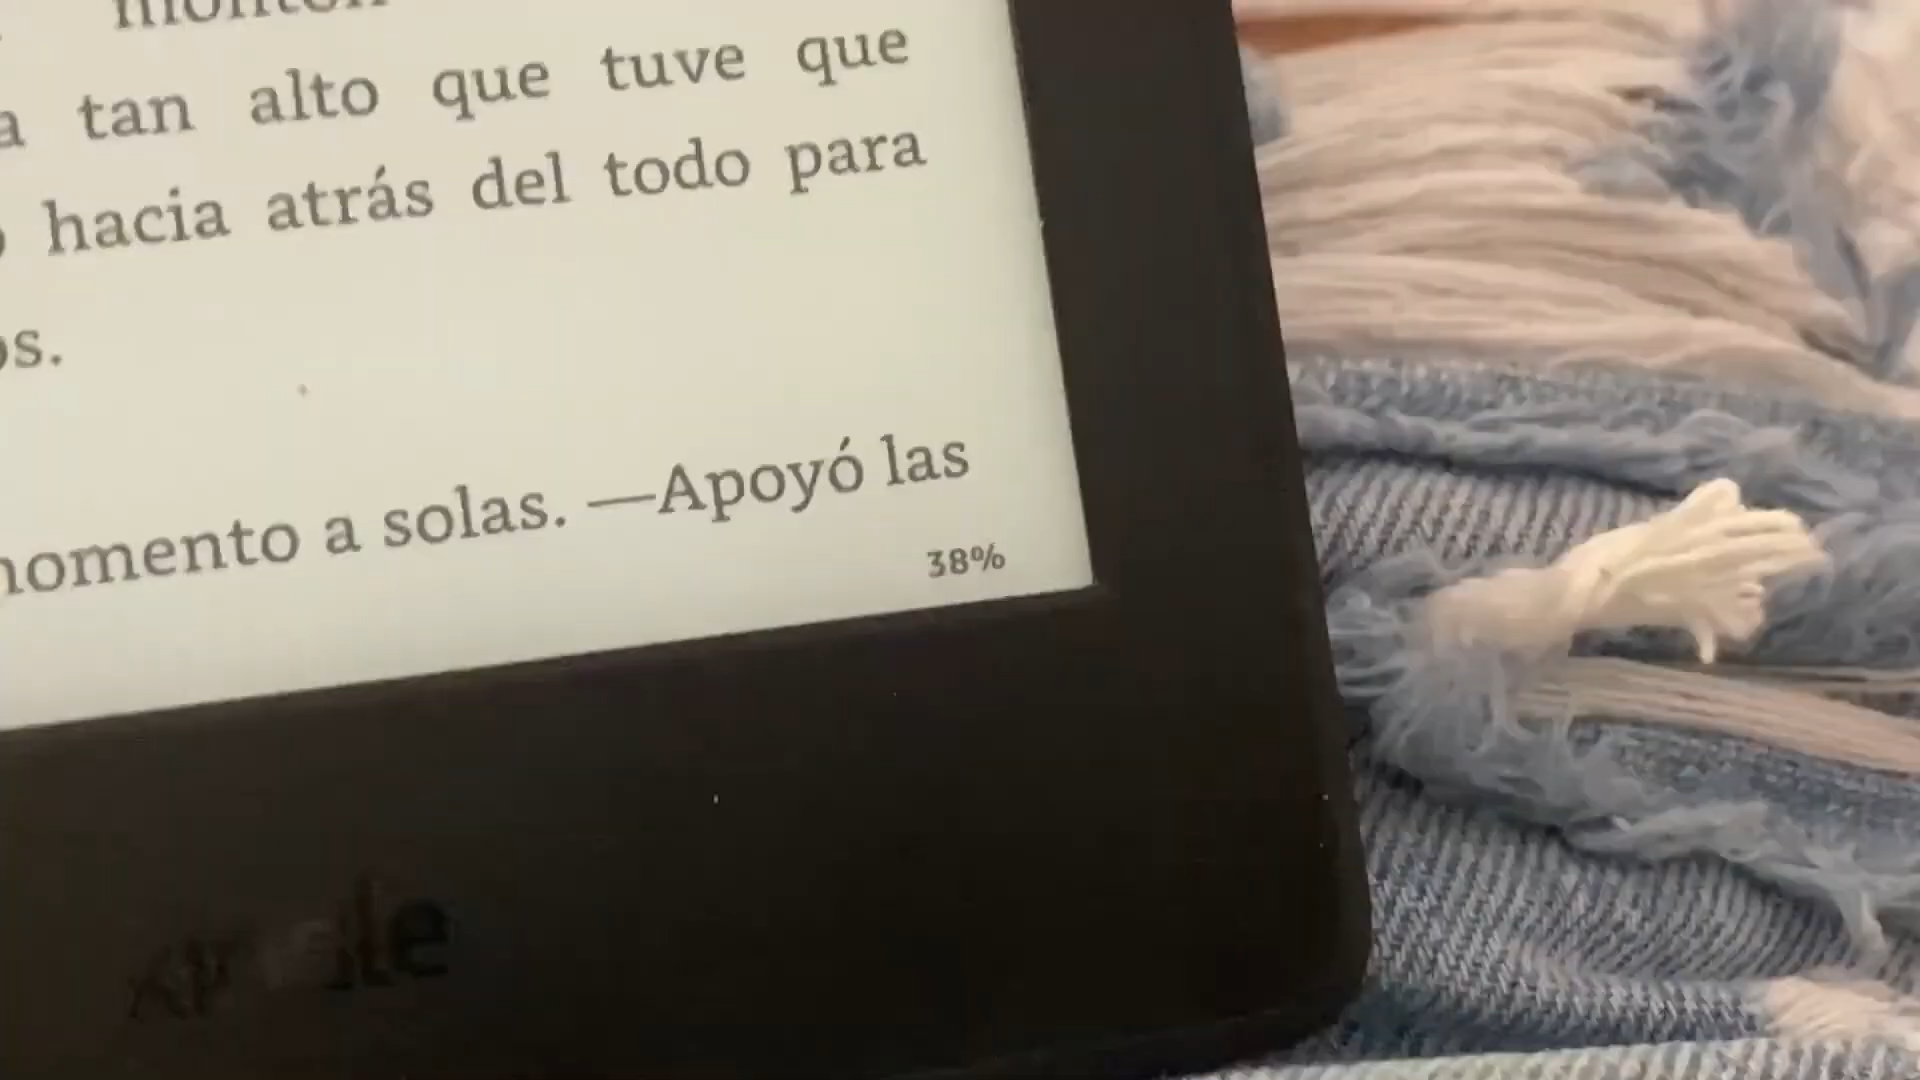 tan alto que tuve que
hacia atrás del todo para
momento a solas. —Apoyó las
38%